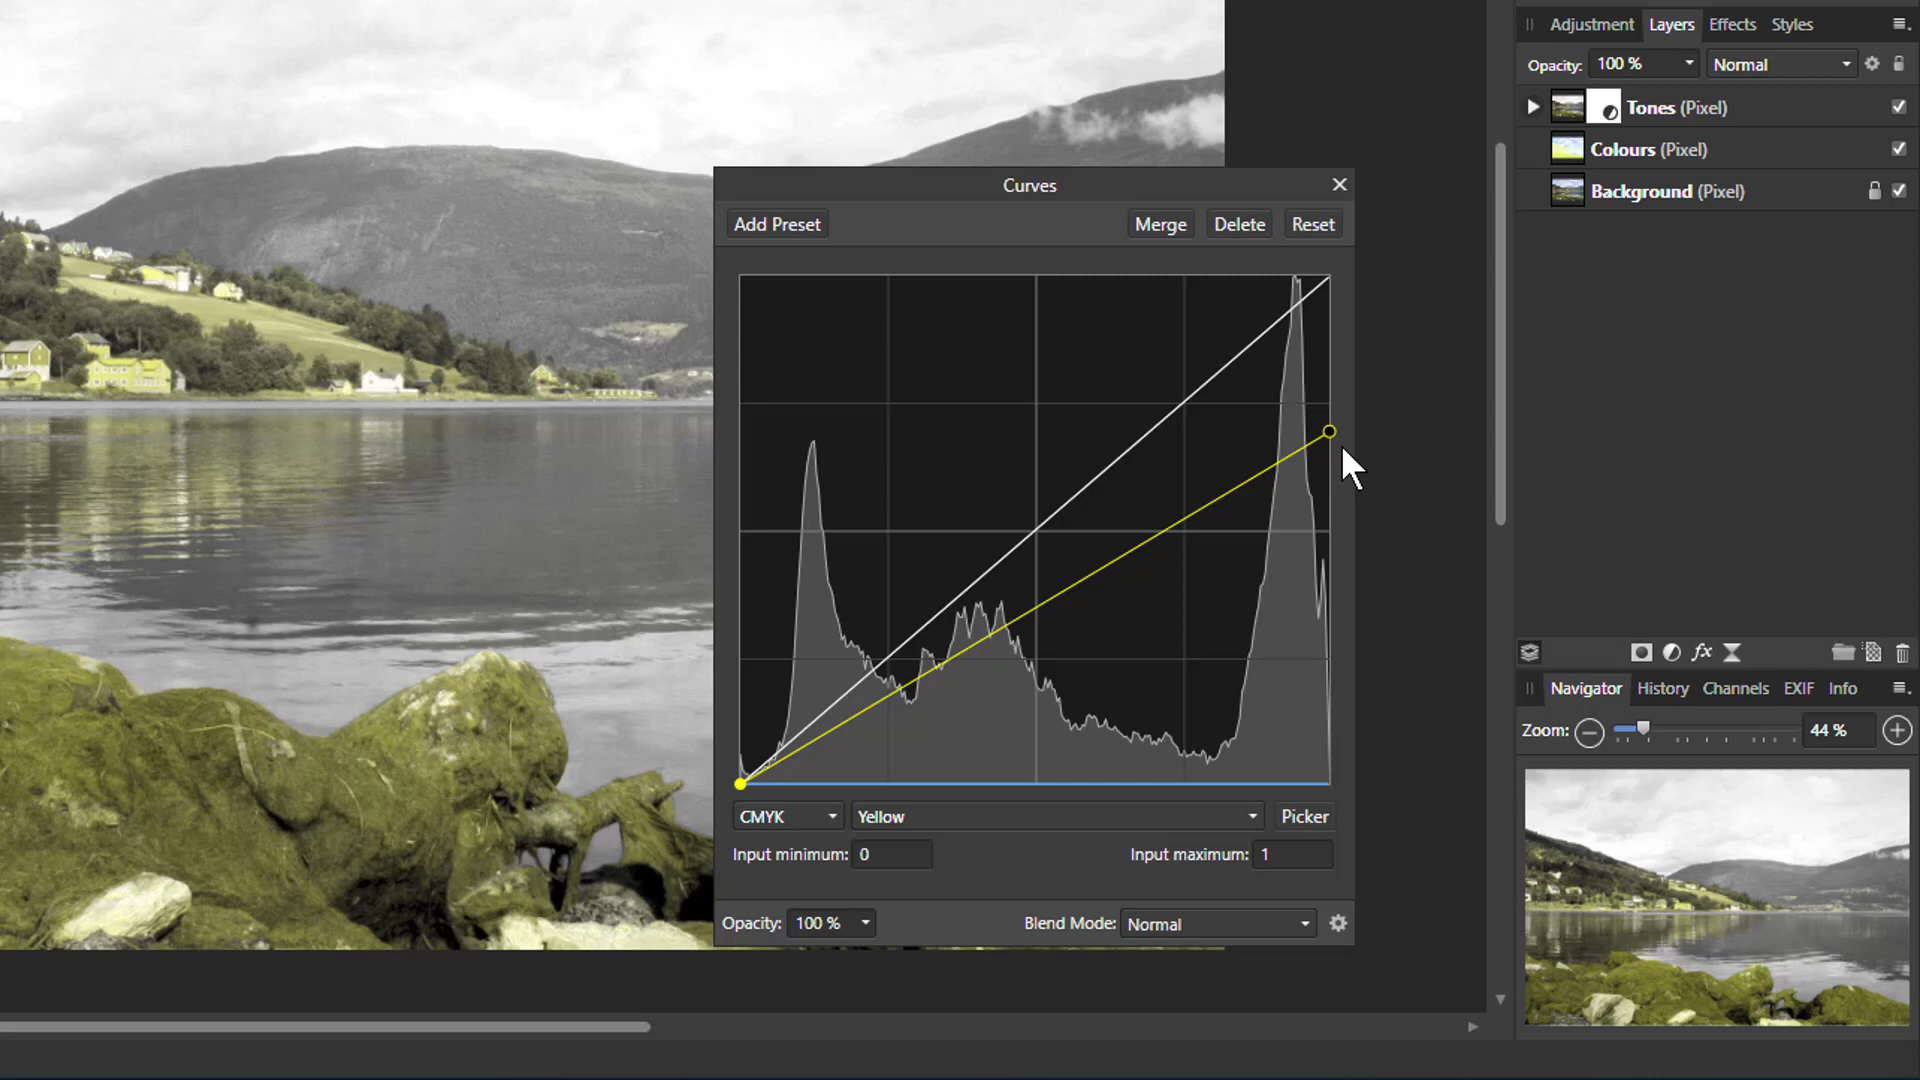 Adjustment Layers Effects Styles
Opacity: 100 % Normal
Tones (Pixel)
Colours (Pixel)
Background (Pixel)
Curves
Add Preset Merge Delete Reset
CMYK Yellow Picker
Input minimum: 0 Input maximum: 1
Opacity: 100 % Blend Mode: Normal
fx
Navigator History Channels EXIF Info
Zoom: 44 %